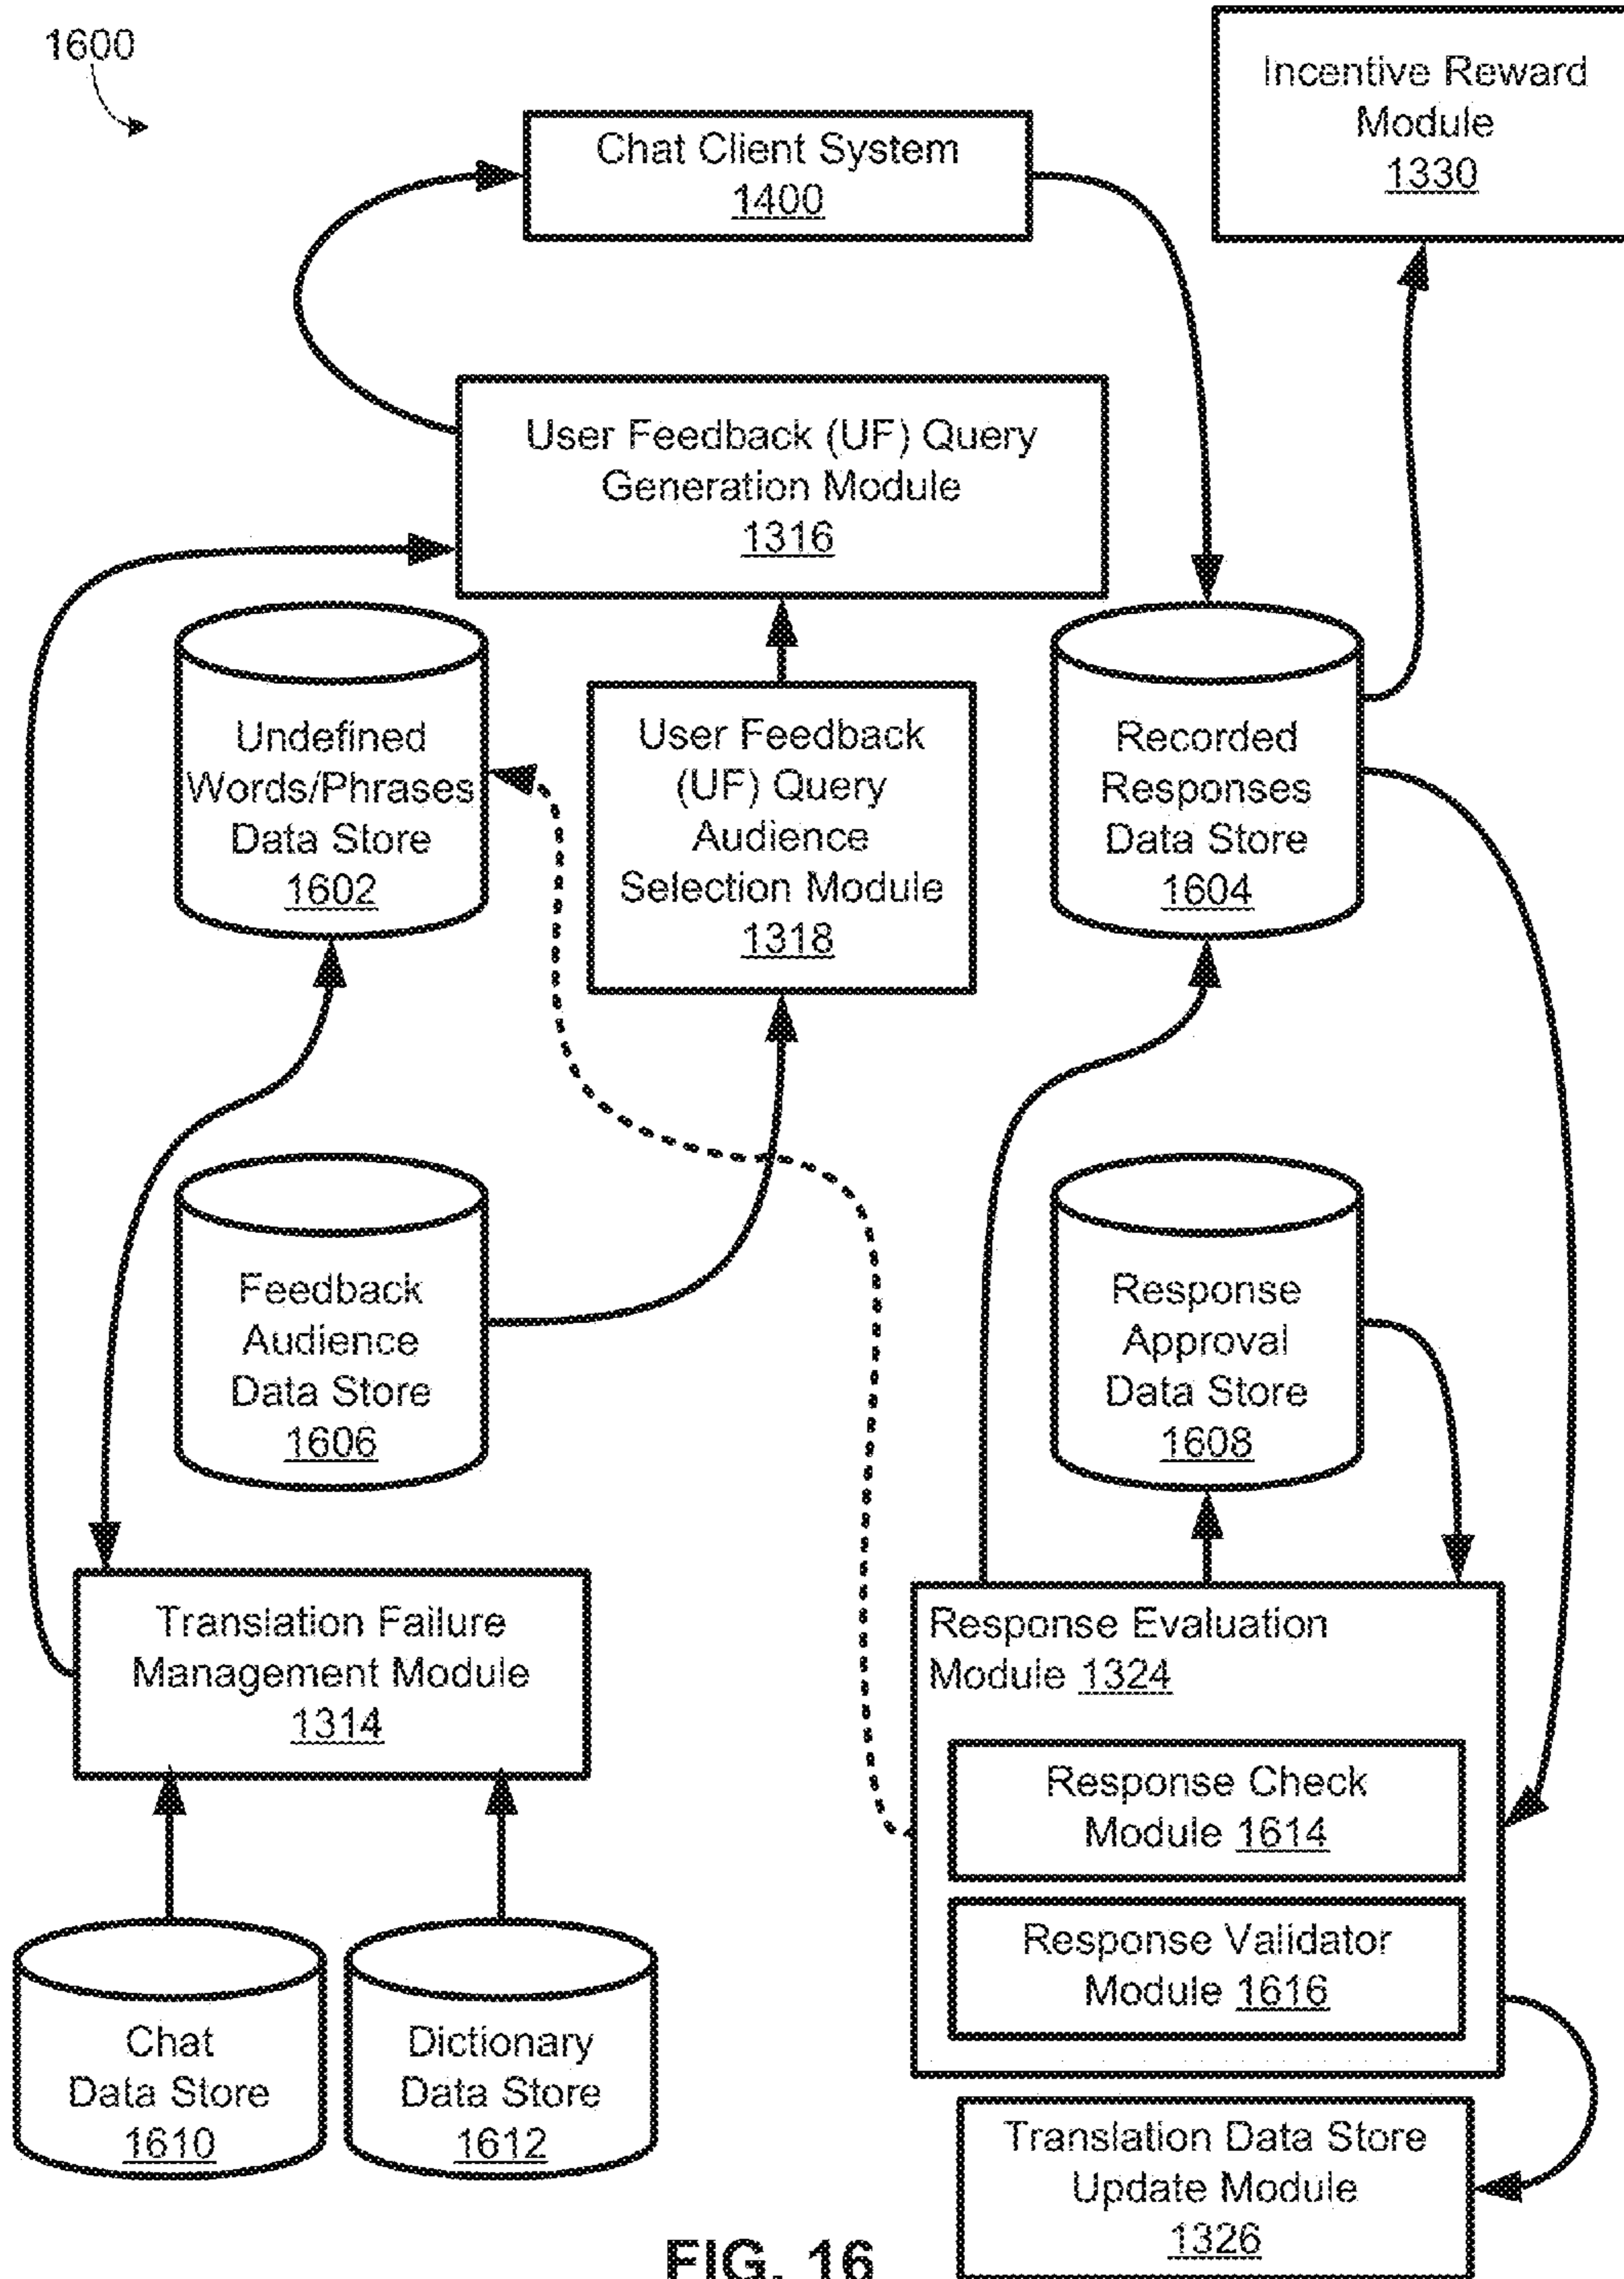 1600
Incentive Reward
Module
1330
Chat Client System
1400
User Feedback (UF) Query
Generation Module
1316
Undefined
Words/Phrases
Data Store
1602
User Feedback
(UF) Query
Audience
Selection Module
1318
Recorded
Responses
Data Store
1604
Feedback
Audience
Data Store
1606
Response
Approval
Data Store
1608
Translation Failure
Management Module
1314
Response Evaluation
Module 1324
Response Check
Module 1614
Response Validator
Module 1616
Chat
Data Store
1610
Dictionary
Data Store
1612
Translation Data Store
Update Module
1326
FIG. 16